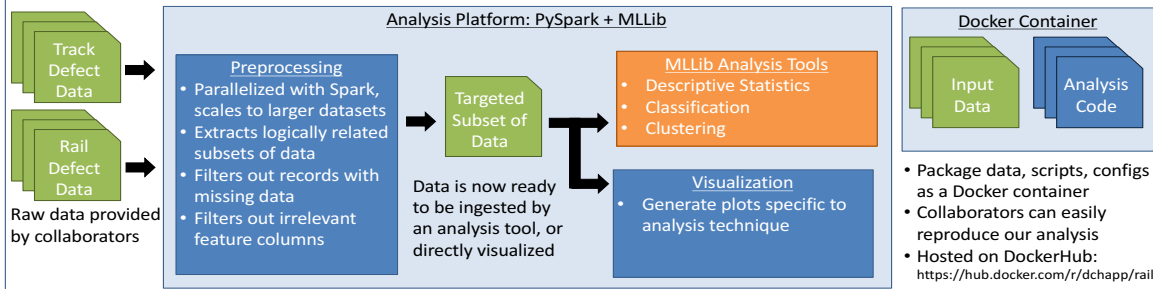 Analysis Platform: PySpark + MLLib
Track
Defect
Data
Rail
Defect
Data
Raw data provided
by collaborators
Preprocessing
• Parallelized with Spark,
scales to larger datasets
• Extracts logically related
subsets of data
• Filters out records with
missing data
• Filters out irrelevant
feature columns
Targeted
Subset of
Data
Data is now ready
to be ingested by
an analysis tool, or
directly visualized
MLLib Analysis Tools
• Descriptive Statistics
• Classification
• Clustering
Visualization
• Generate plots specific to
analysis technique
Docker Container
Input
Data
Analysis
Code
• Package data, scripts, configs
as a Docker container
• Collaborators can easily
reproduce our analysis
• Hosted on DockerHub:
https://hub.docker.com/r/dchapp/rail